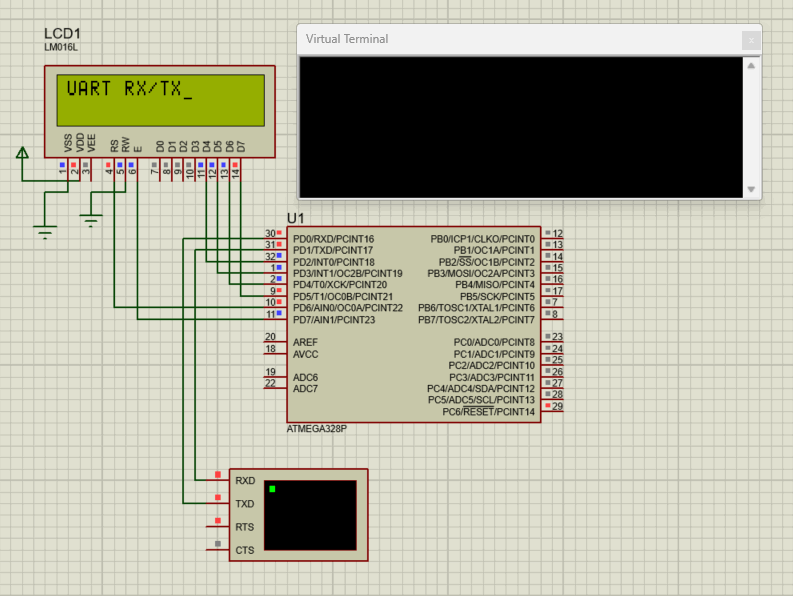 LCD1
LM016L
Virtual Terminal
UART RX/TX_
VSS VDD VEE RS RW E D0 D1 D2 D3 D4 D5 D6 D7
1 2 3 4 5 6 7 8 9 10 11 12 13 14
U1
30 PD0/RXD/PCINT16 PB0/ICP1/CLKO/PCINT0 12
31 PD1/TXD/PCINT17 PB1/OC1A/PCINT1 13
32 PD2/INT0/PCINT18 PB2/SS/OC1B/PCINT2 14
1 PD3/INT1/OC2B/PCINT19 PB3/MOSI/OC2A/PCINT3 15
2 PD4/T0/XCK/PCINT20 PB4/MISO/PCINT4 16
9 PD5/T1/OC0B/PCINT21 PB5/SCK/PCINT5 17
10 PD6/AIN0/OC0A/PCINT22 PB6/TOSC1/XTAL1/PCINT6 7
11 PD7/AIN1/PCINT23 PB7/TOSC2/XTAL2/PCINT7 8
20 AREF PC0/ADC0/PCINT8 23
18 AVCC PC1/ADC1/PCINT9 24
PC2/ADC2/PCINT10 25
19 ADC6 PC3/ADC3/PCINT11 26
22 ADC7 PC4/ADC4/SDA/PCINT12 27
PC5/ADC5/SCL/PCINT13 28
PC6/RESET/PCINT14 29
ATMEGA328P
RXD
TXD
RTS
CTS